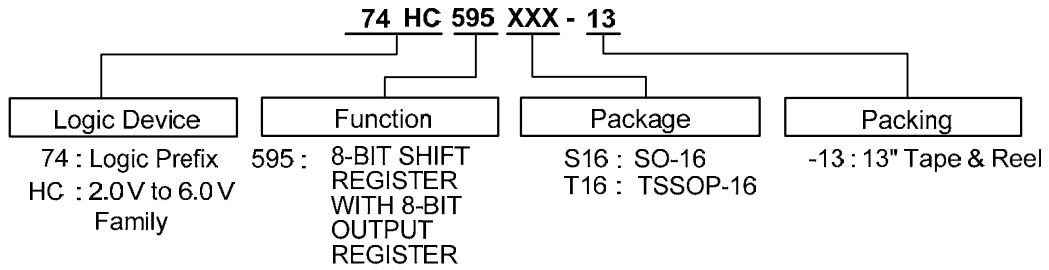 74 HC 595 XXX - 13
Logic Device
74 : Logic Prefix
HC : 2.0 V to 6.0 V
Family
Function
595 : 8-BIT SHIFT
REGISTER
WITH 8-BIT
OUTPUT
REGISTER
Package
S16 : SO-16
T16 : TSSOP-16
Packing
-13 : 13" Tape & Reel